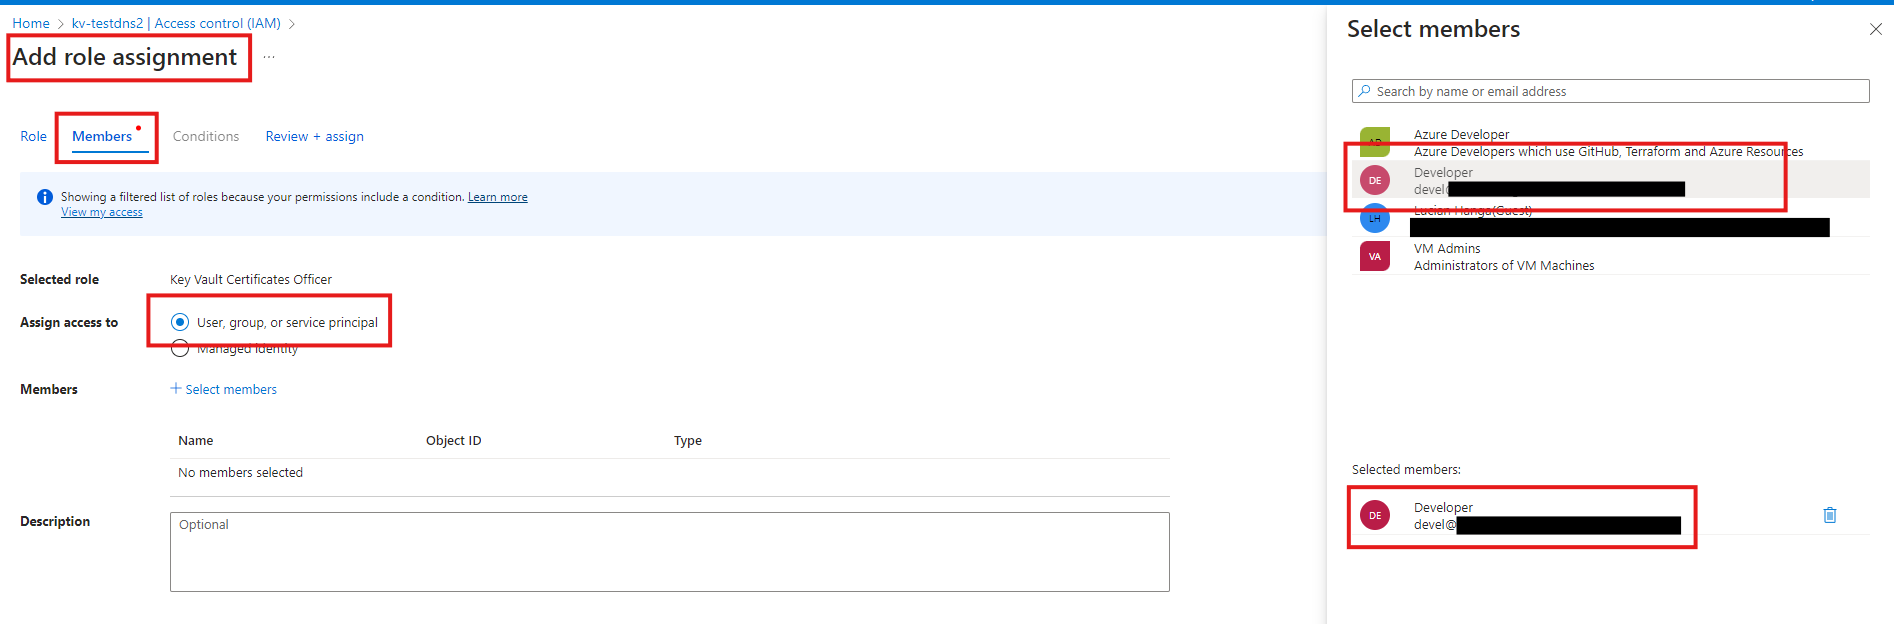 Home > kv-testdns2 | Access control (IAM) >
Add role assignment ...
Role Members Conditions Review + assign
Showing a filtered list of roles because your permissions include a condition. Learn more
View my access
Selected role Key Vault Certificates Officer
Assign access to User, group, or service principal
Managed identity
Members + Select members
Name Object ID Type
No members selected
Description Optional
Select members
Search by name or email address
AD Azure Developer
Azure Developers which use GitHub, Terraform and Azure Resources
DE Developer
devel
LH Lucian Hanga(Guest)
VA VM Admins
Administrators of VM Machines
Selected members:
DE Developer
devel@